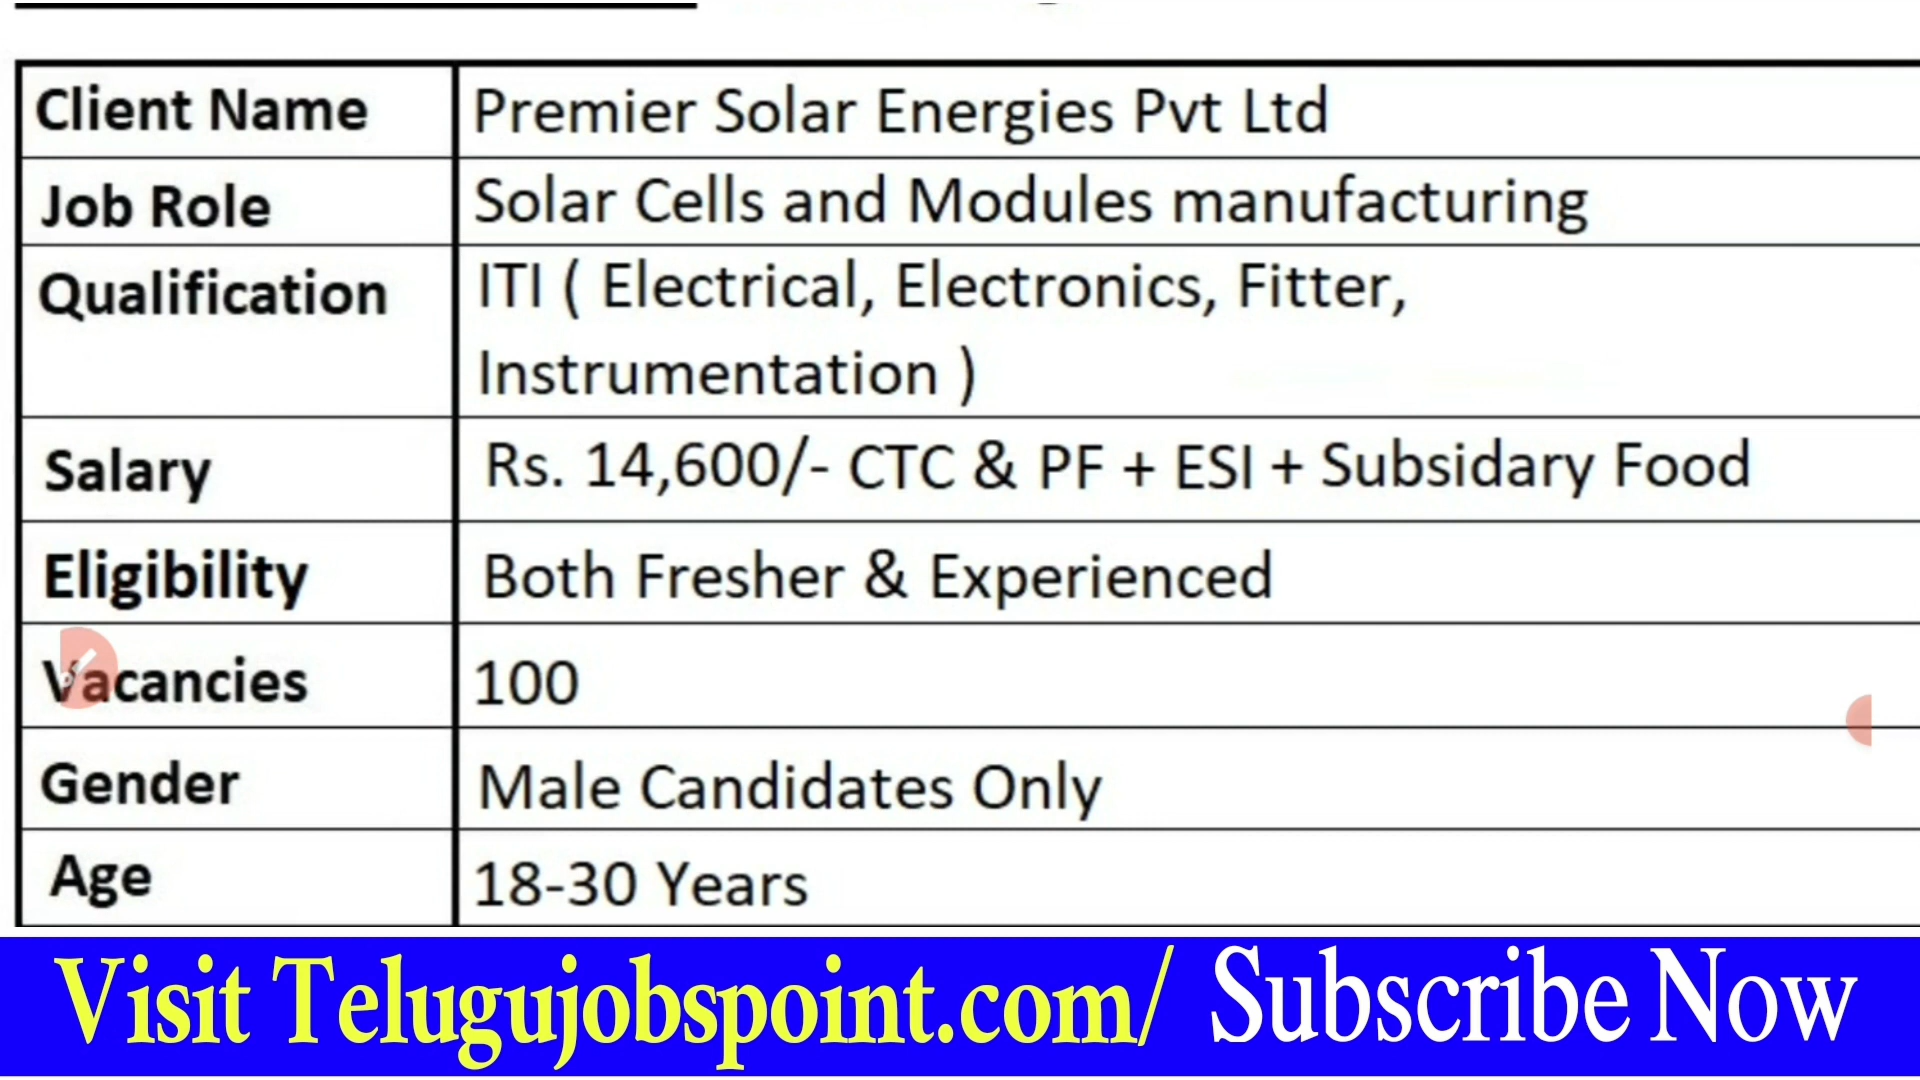 Client Name Premier Solar Energies Pvt Ltd
Job Role Solar Cells and Modules manufacturing
Qualification ITI ( Electrical, Electronics, Fitter,
Instrumentation )
Salary Rs. 14,600/- CTC & PF + ESI + Subsidary Food
Eligibility Both Fresher & Experienced
Vacancies 100
Gender Male Candidates Only
Age 18-30 Years
Visit Telugujobspoint.com/ Subscribe Now